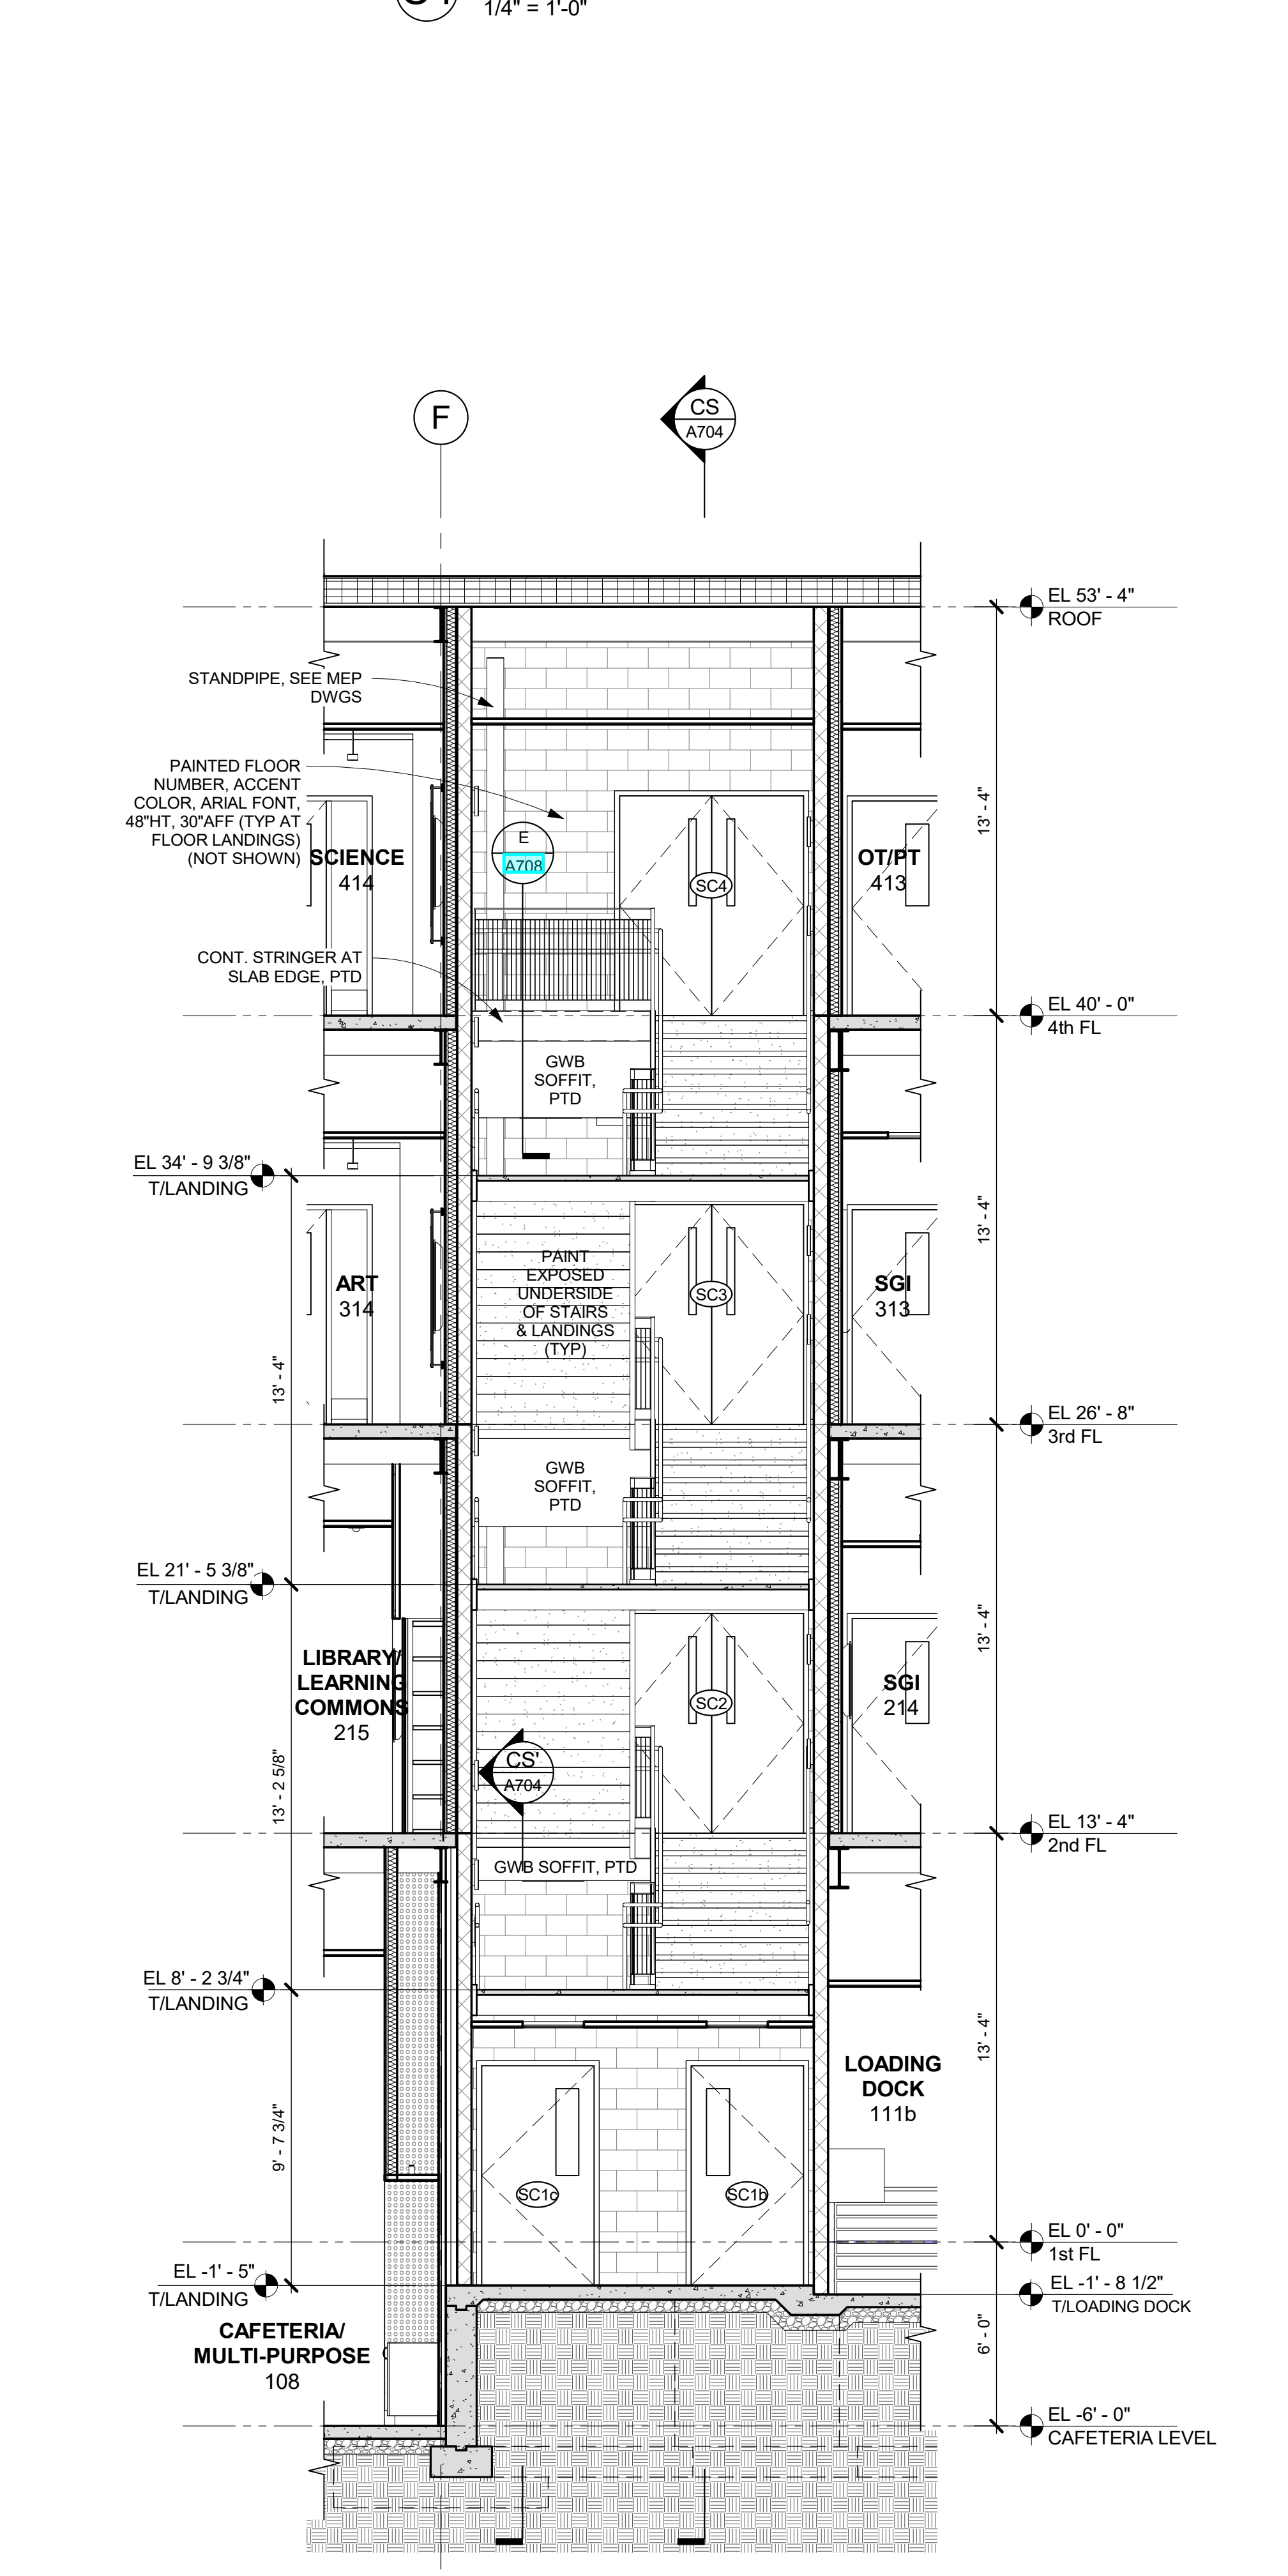 1/4" = 1'-0"
F
CS
A704
EL 53' - 4"
ROOF
STANDPIPE, SEE MEP
DWGS
PAINTED FLOOR
NUMBER, ACCENT
COLOR, ARIAL FONT,
48"HT, 30"AFF (TYP AT
FLOOR LANDINGS)
(NOT SHOWN)
13' - 4"
E
A708
SCIENCE
414
SC4
OT/PT
413
CONT. STRINGER AT
SLAB EDGE, PTD
EL 40' - 0"
4th FL
GWB
SOFFIT,
PTD
EL 34' - 9 3/8"
T/LANDING
13' - 4"
PAINT
EXPOSED
UNDERSIDE
OF STAIRS
& LANDINGS
(TYP)
ART
314
SC3
SGI
313
13' - 4"
EL 26' - 8"
3rd FL
GWB
SOFFIT,
PTD
EL 21' - 5 3/8"
T/LANDING
13' - 4"
LIBRARY/
LEARNING
COMMONS
215
SC2
SGI
214
CS'
A704
13' - 2 5/8"
EL 13' - 4"
2nd FL
GWB SOFFIT, PTD
EL 8' - 2 3/4"
T/LANDING
13' - 4"
LOADING
DOCK
111b
9' - 7 3/4"
SC1c
SC1b
EL 0' - 0"
1st FL
EL -1' - 5"
T/LANDING
EL -1' - 8 1/2"
T/LOADING DOCK
CAFETERIA/
MULTI-PURPOSE
108
6' - 0"
EL -6' - 0"
CAFETERIA LEVEL